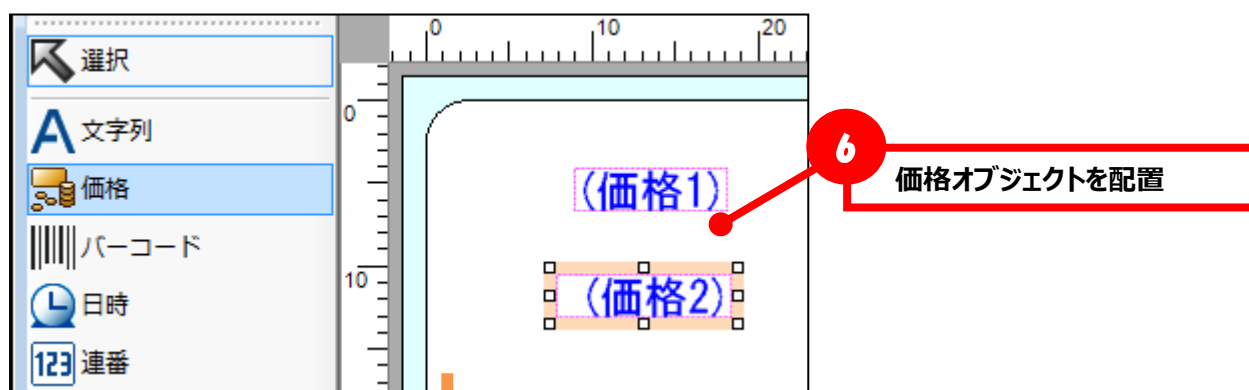 選択
文字列
価格
バーコード
日時
123 連番
0 10 20
0
10
(価格1)
(価格2)
6
価格オブジェクトを配置